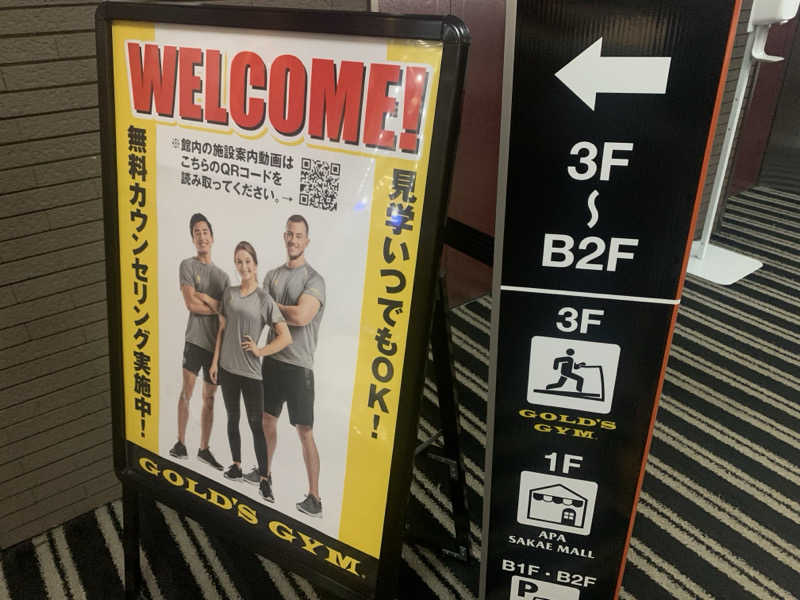 WELCOME!
※館内の施設案内動画は
こちらのQRコードを
読み取ってください。→
無料カウンセリング実施中!
見学いつでもOK!
GOLD'S GYM
3F
〜
B2F
3F
GOLD'S
GYM
1F
APA
SAKAE MALL
B1F・B2F
P